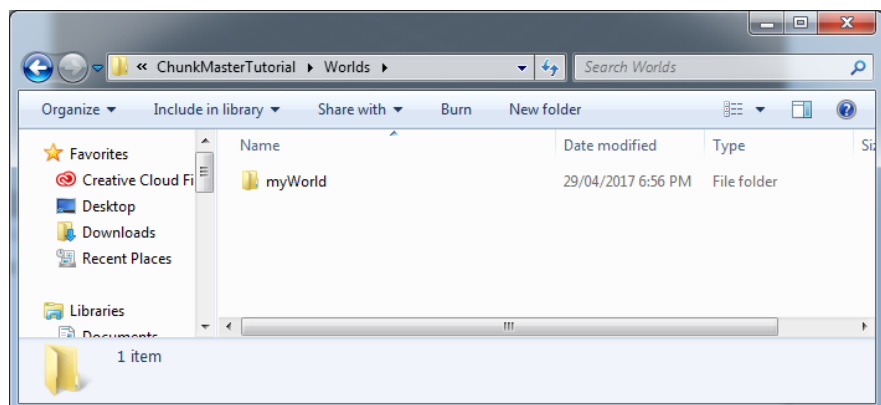 « ChunkMasterTutorial ▸ Worlds ▸
Search Worlds
Organize Include in library Share with Burn New folder
Name Date modified Type
Favorites
Creative Cloud Fi
Desktop
Downloads
Recent Places
Libraries
myWorld 29/04/2017 6:56 PM File folder
1 item